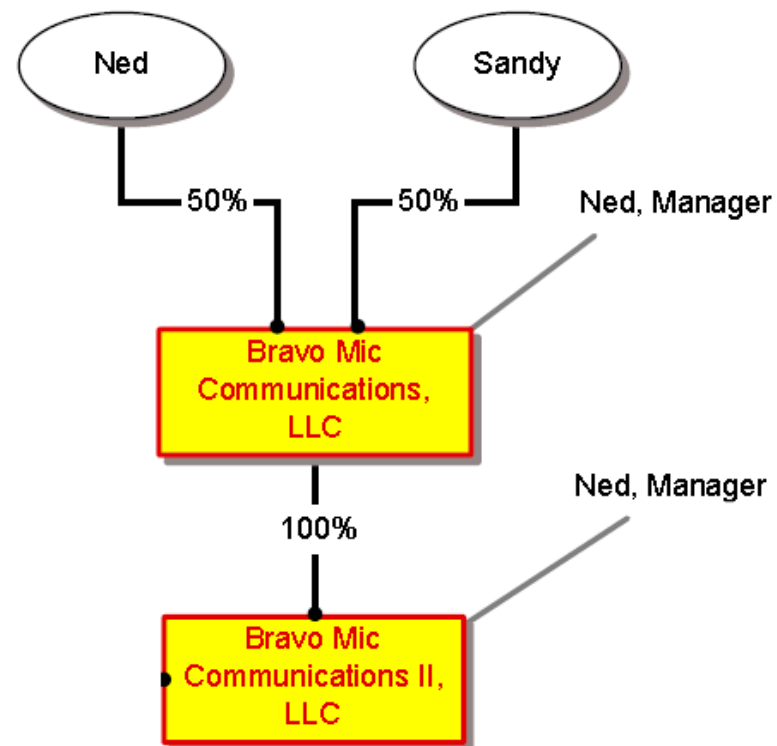 Ned
Sandy
50%
50%
Ned, Manager
Bravo Mic
Communications,
LLC
Ned, Manager
100%
Bravo Mic
Communications II,
LLC